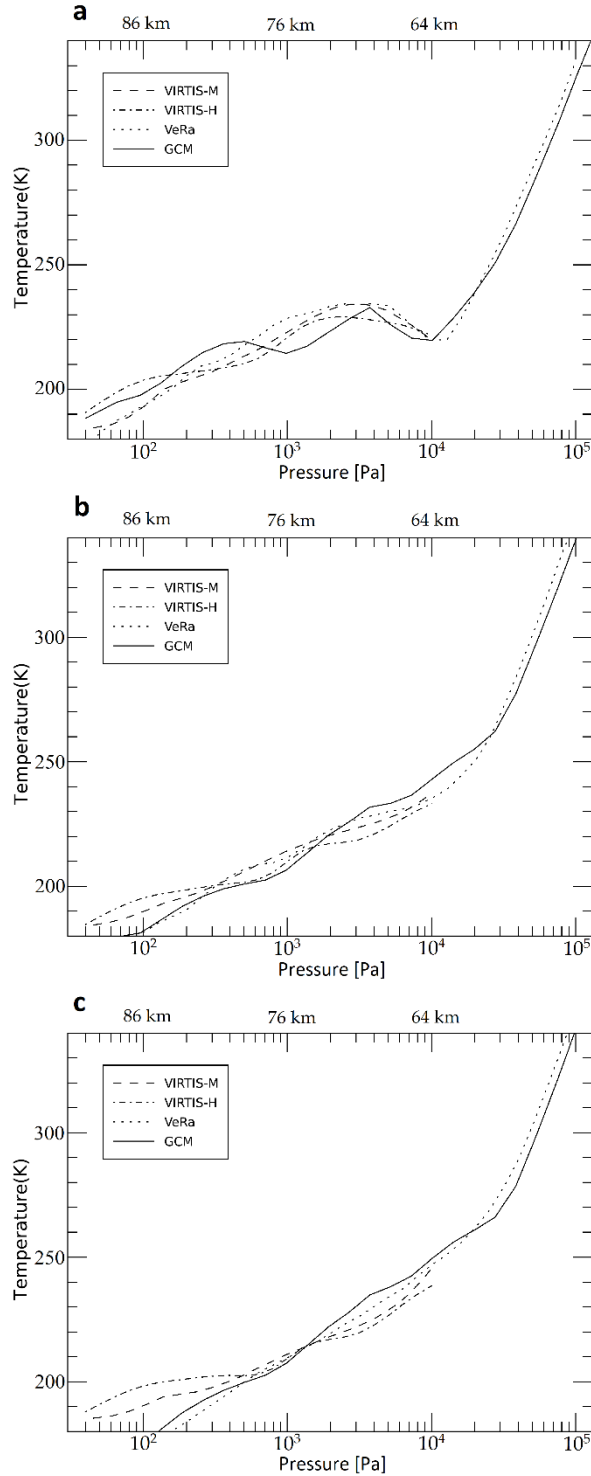 a
86 km 76 km 64 km
VIRTIS-M
VIRTIS-H
VeRa
GCM
Temperature(K)
300
250
200
10² 10³ 10⁴ 10⁵
Pressure [Pa]
b
86 km 76 km 64 km
VIRTIS-M
VIRTIS-H
VeRa
GCM
Temperature(K)
300
250
200
10² 10³ 10⁴ 10⁵
Pressure [Pa]
c
86 km 76 km 64 km
VIRTIS-M
VIRTIS-H
VeRa
GCM
Temperature(K)
300
250
200
10² 10³ 10⁴ 10⁵
Pressure [Pa]